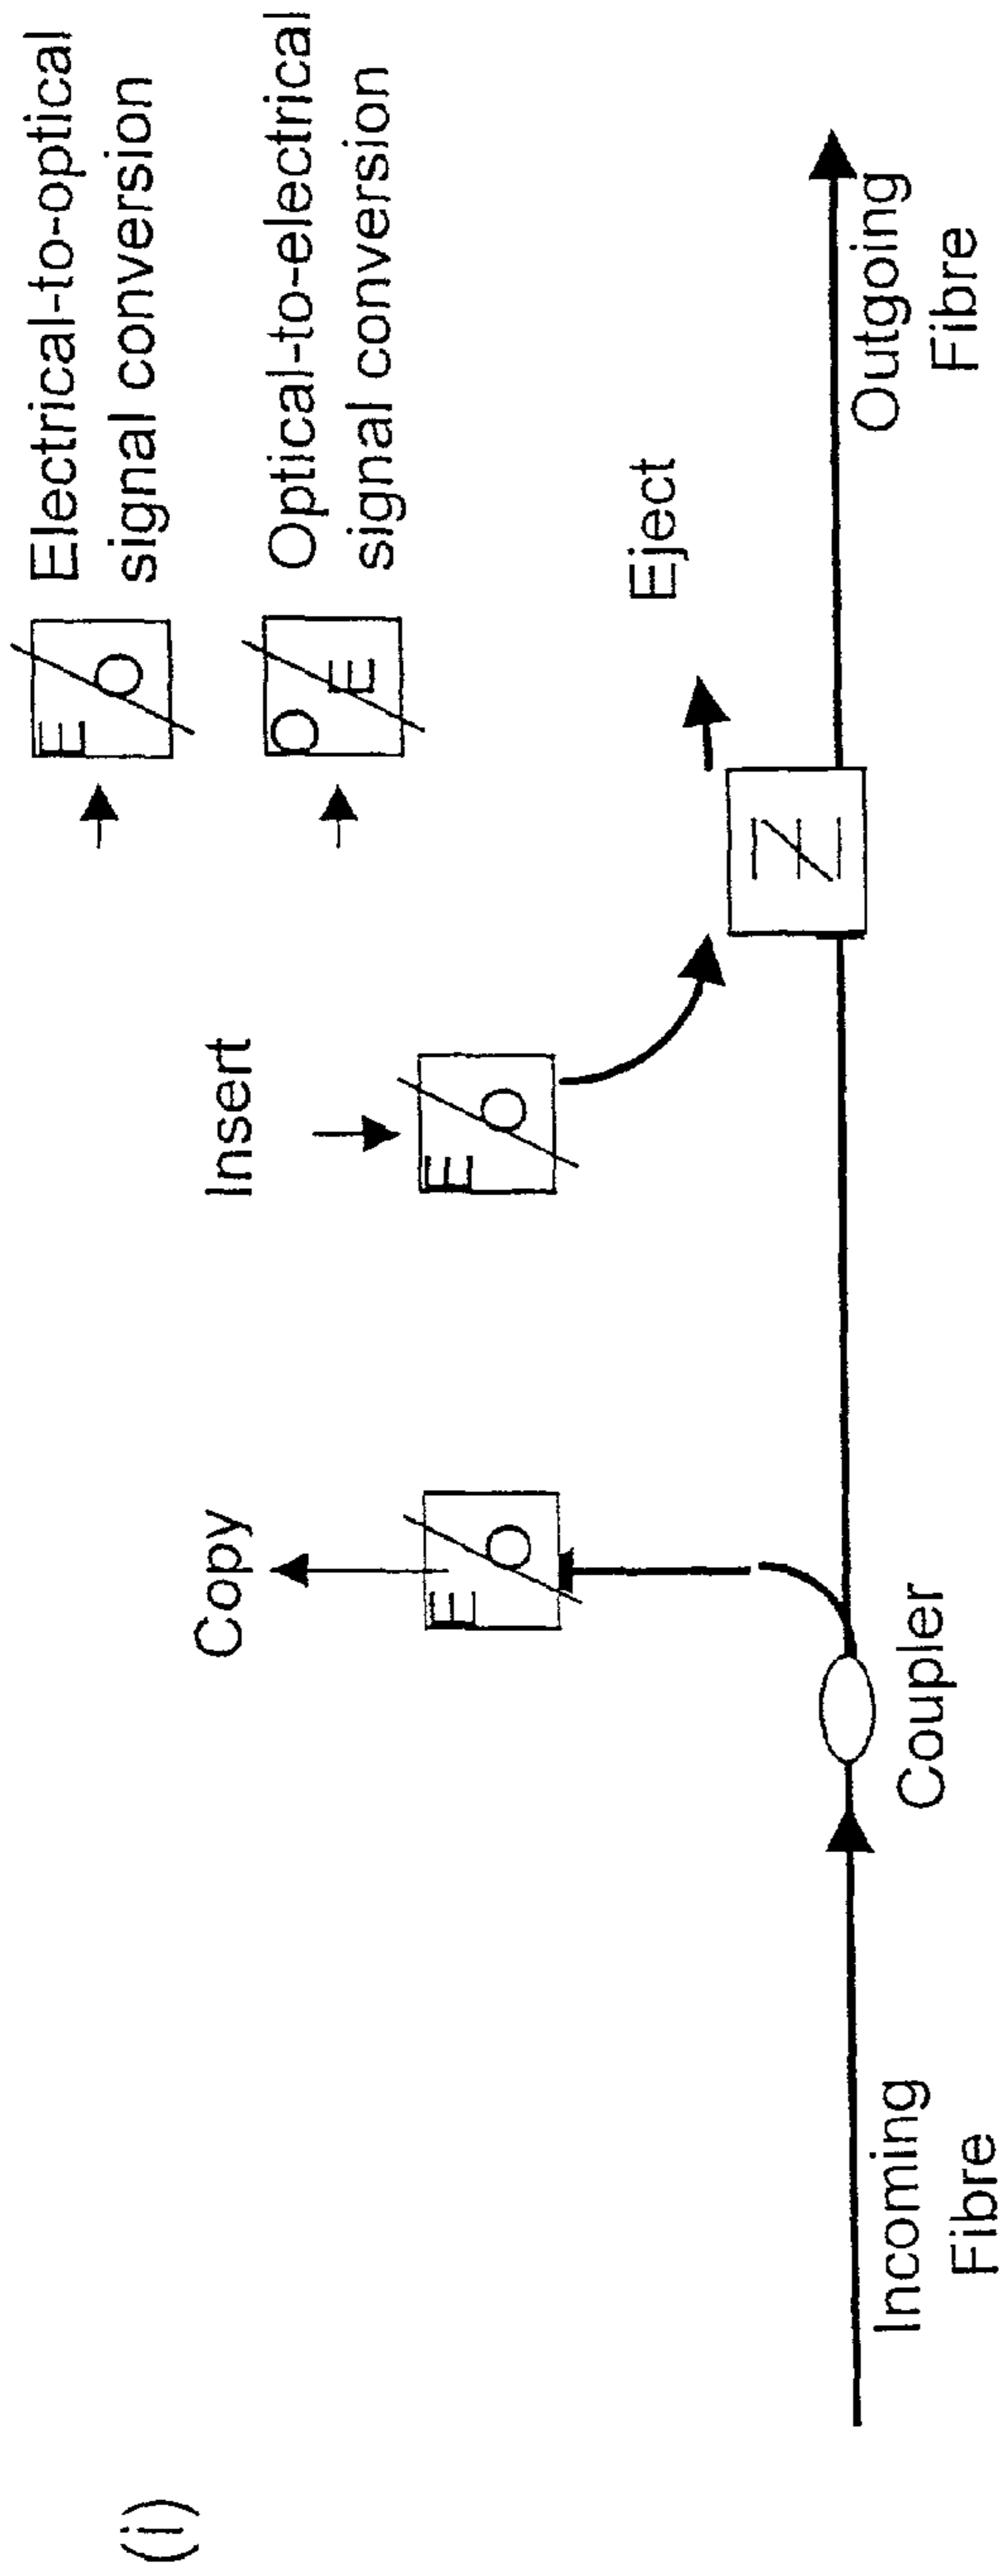 (i)
E
O
Electrical-to-optical
signal conversion
O
E
Optical-to-electrical
signal conversion
Copy
E
O
Insert
E
O
Eject
Incoming
Fibre
Coupler
Outgoing
Fibre